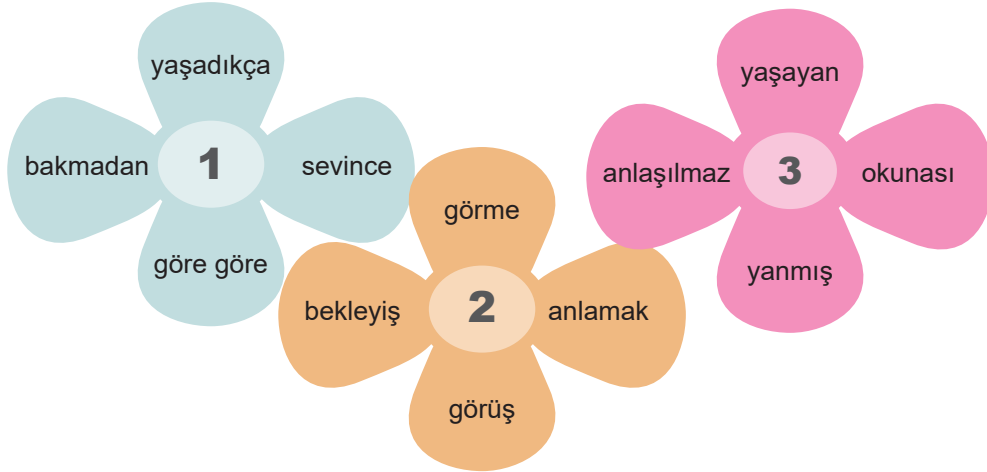 yaşadıkça
bakmadan
1
sevince
göre göre
görme
bekleyiş
2
anlamak
görüş
yaşayan
anlaşılmaz
3
okunası
yanmış